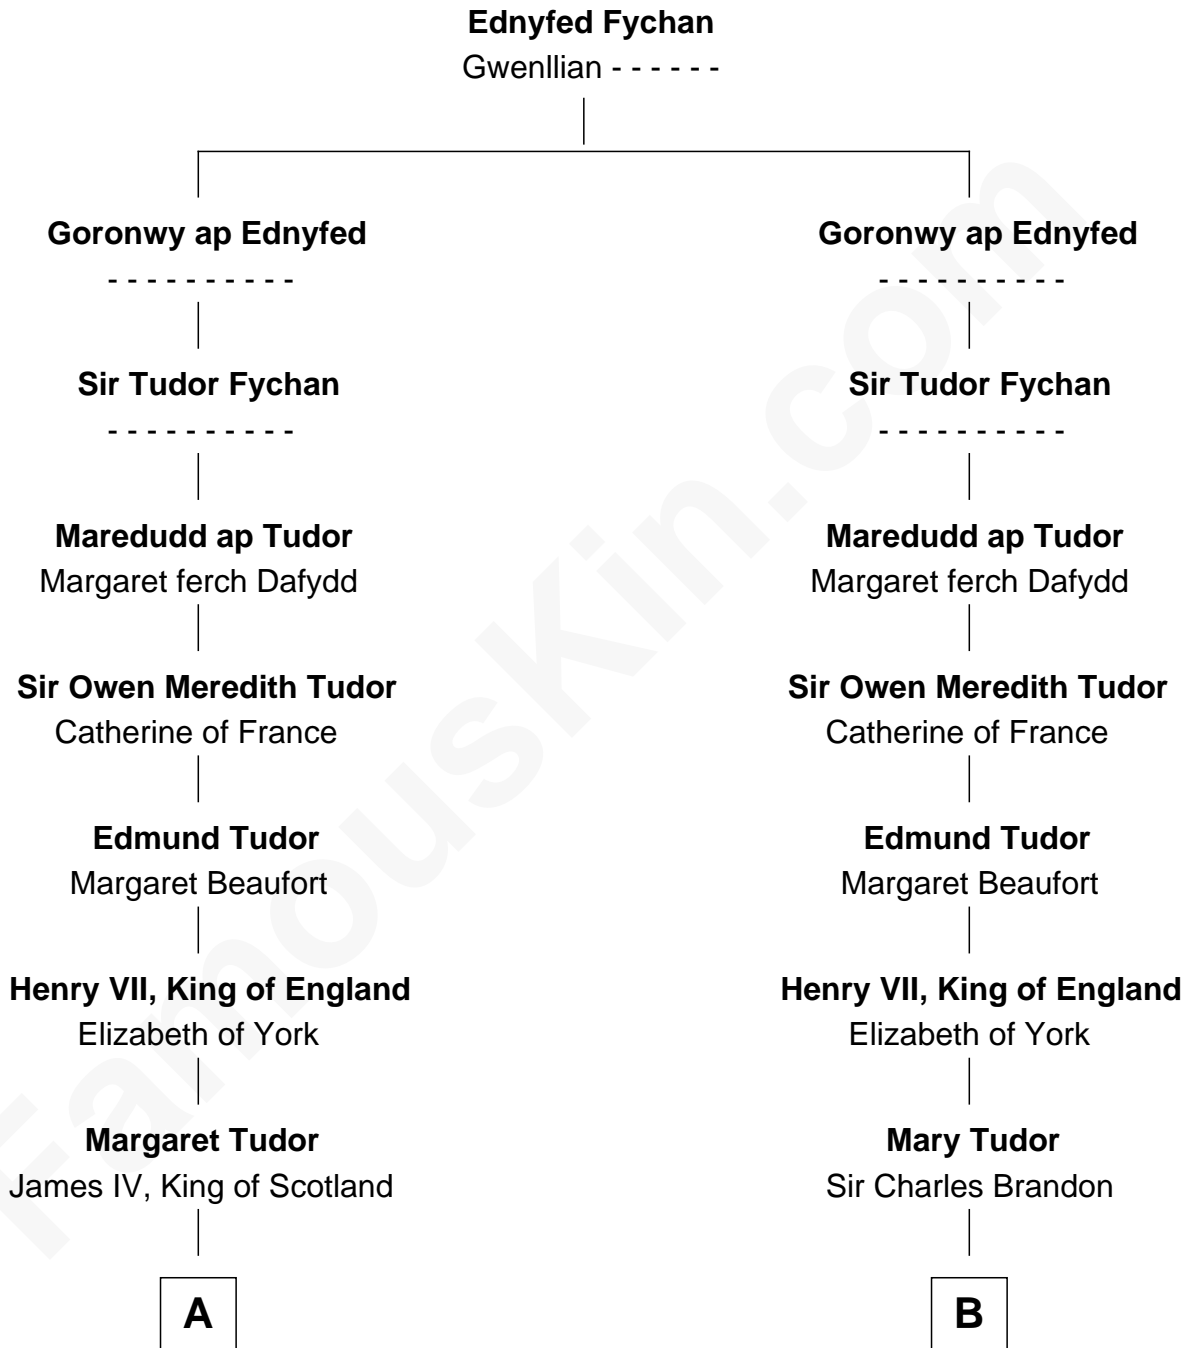 Ednyfed Fychan
Gwenllian - - - - - -
Goronwy ap Ednyfed
- - - - - - - - - -
Sir Tudor Fychan
- - - - - - - - - -
Maredudd ap Tudor
Margaret ferch Dafydd
Sir Owen Meredith Tudor
Catherine of France
Edmund Tudor
Margaret Beaufort
Henry VII, King of England
Elizabeth of York
Margaret Tudor
James IV, King of Scotland
A
Goronwy ap Ednyfed
- - - - - - - - - -
Sir Tudor Fychan
- - - - - - - - - -
Maredudd ap Tudor
Margaret ferch Dafydd
Sir Owen Meredith Tudor
Catherine of France
Edmund Tudor
Margaret Beaufort
Henry VII, King of England
Elizabeth of York
Mary Tudor
Sir Charles Brandon
B
FamousKin.com